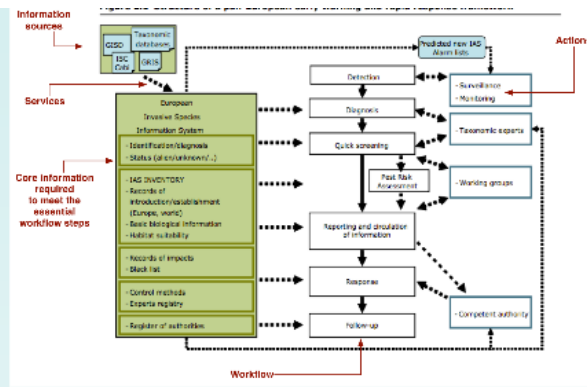 Information
sources
GISD
Taxonomic
databases
ISC
Cabi
GRIS
Services
Core information
required
to meet the
essential
workflow steps
European
Invasive Species
Information System
- Identification/diagnosis
- Status (alien/unknown/..)
- IAS INVENTORY
- Records of
introduction/establishment
(Europe, world)
- Basic biological information
- Habitat suitability
- Records of impacts
- Black list
- Control methods
- Experts registry
- Register of authorities
Detection
Diagnosis
Quick screening
Pest Risk
Assessment
Reporting and circulation
of information
Response
Follow-up
Workflow
Predicted new IAS
Alarm lists
Actions
- Surveillance
- Monitoring
- Taxonomic experts
- Working groups
- Competent authority